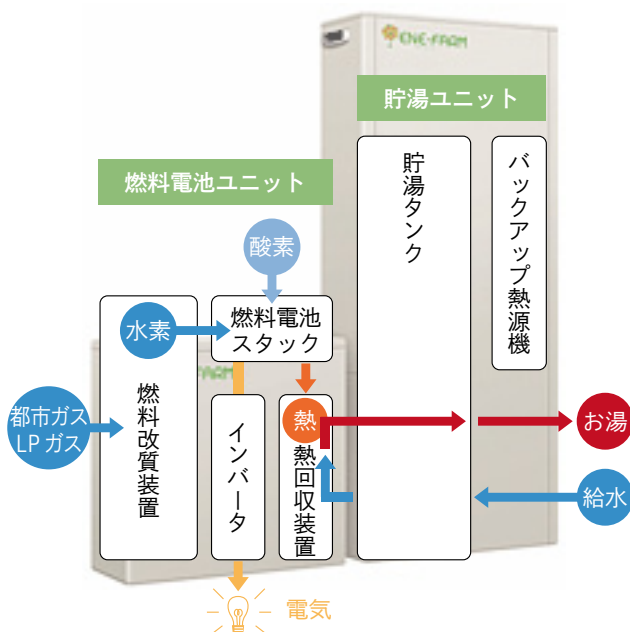 ENE-FARM
貯湯ユニット
燃料電池ユニット
貯湯タンク
バックアップ熱源機
酸素
水素
燃料電池
スタック
FARM
都市ガス
LPガス
燃料改質装置
インバータ
熱
熱回収装置
お湯
給水
電気